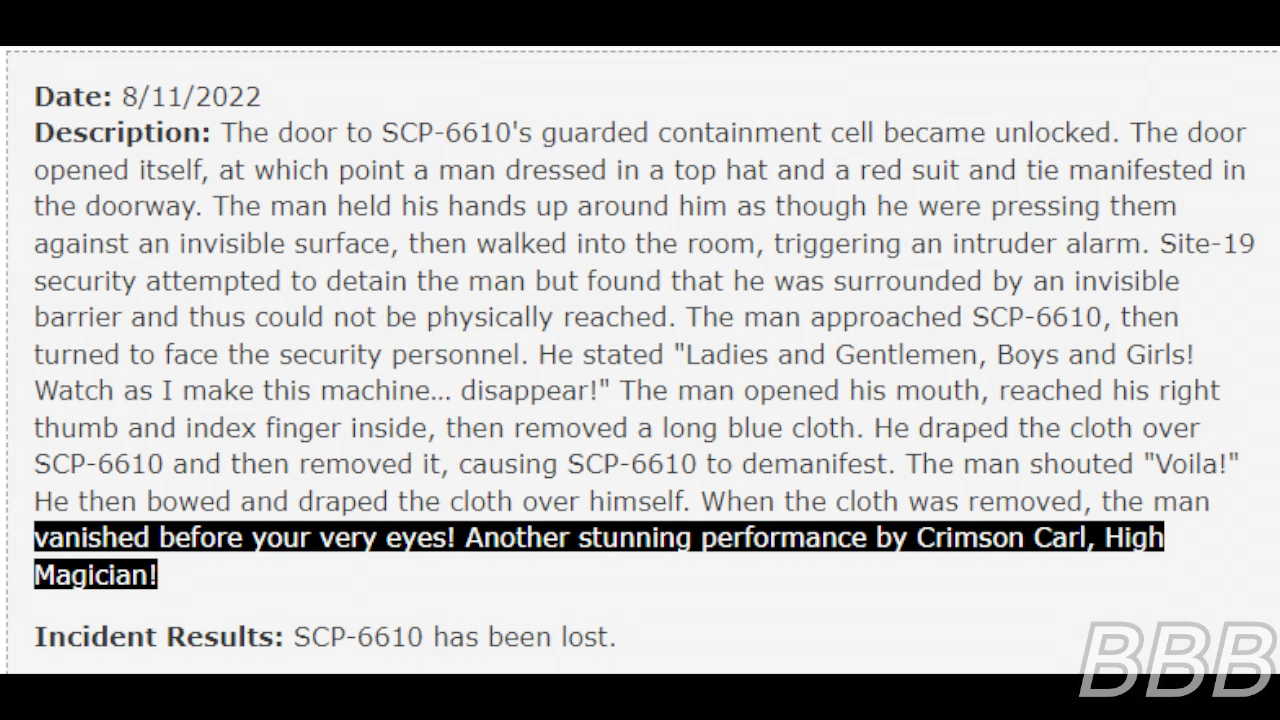 Date: 8/11/2022
Description: The door to SCP-6610's guarded containment cell became unlocked. The door
opened itself, at which point a man dressed in a top hat and a red suit and tie manifested in
the doorway. The man held his hands up around him as though he were pressing them
against an invisible surface, then walked into the room, triggering an intruder alarm. Site-19
security attempted to detain the man but found that he was surrounded by an invisible
barrier and thus could not be physically reached. The man approached SCP-6610, then
turned to face the security personnel. He stated "Ladies and Gentlemen, Boys and Girls!
Watch as I make this machine... disappear!" The man opened his mouth, reached his right
thumb and index finger inside, then removed a long blue cloth. He draped the cloth over
SCP-6610 and then removed it, causing SCP-6610 to demanifest. The man shouted "Voila!"
He then bowed and draped the cloth over himself. When the cloth was removed, the man
vanished before your very eyes! Another stunning performance by Crimson Carl, High
Magician!
Incident Results: SCP-6610 has been lost.
BBB